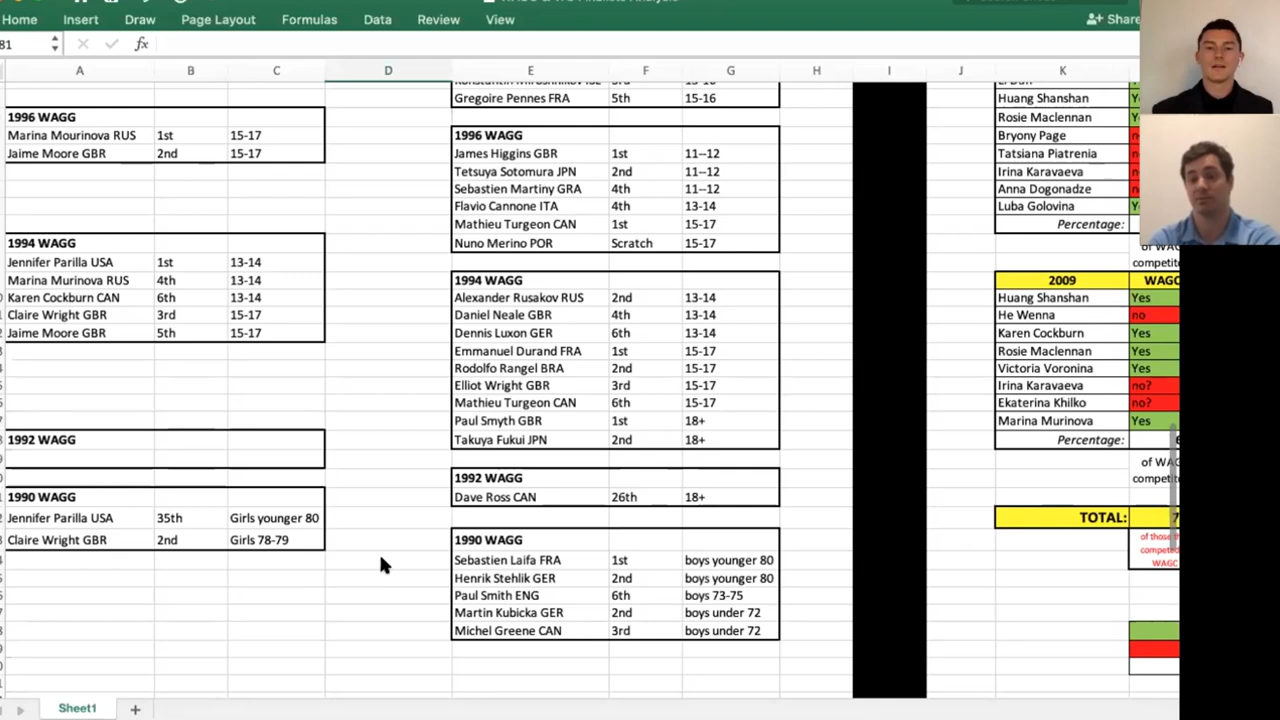 Home Insert Draw Page Layout Formulas Data Review View Share
fx
A B C D E F G H I J K
Gregoire Pennes FRA 5th 15-16
1996 WAGG
Marina Mourinova RUS 1st 15-17
Jaime Moore GBR 2nd 15-17
1994 WAGG
Jennifer Parilla USA 1st 13-14
Marina Murinova RUS 4th 13-14
Karen Cockburn CAN 6th 13-14
Claire Wright GBR 3rd 15-17
Jaime Moore GBR 5th 15-17
1992 WAGG
1990 WAGG
Jennifer Parilla USA 35th Girls younger 80
Claire Wright GBR 2nd Girls 78-79
1996 WAGG
James Higgins GBR 1st 11--12
Tetsuya Sotomura JPN 2nd 11--12
Sebastien Martiny GRA 4th 11--12
Flavio Cannone ITA 4th 13-14
Mathieu Turgeon CAN 1st 15-17
Nuno Merino POR Scratch 15-17
1994 WAGG
Alexander Rusakov RUS 2nd 13-14
Daniel Neale GBR 4th 13-14
Dennis Luxon GER 6th 13-14
Emmanuel Durand FRA 1st 15-17
Rodolfo Rangel BRA 2nd 15-17
Elliot Wright GBR 3rd 15-17
Mathieu Turgeon CAN 6th 15-17
Paul Smyth GBR 1st 18+
Takuya Fukui JPN 2nd 18+
1992 WAGG
Dave Ross CAN 26th 18+
1990 WAGG
Sebastien Laifa FRA 1st boys younger 80
Henrik Stehlik GER 2nd boys younger 80
Paul Smith ENG 6th boys 73-75
Martin Kubicka GER 2nd boys under 72
Michel Greene CAN 3rd boys under 72
Huang Shanshan
Rosie Maclennan
Bryony Page
Tatsiana Piatrenia
Irina Karavaeva
Anna Dogonadze
Luba Golovina
Percentage:
of WAG
competit
2009 WAGC
Huang Shanshan Yes
He Wenna no
Karen Cockburn Yes
Rosie Maclennan Yes
Victoria Voronina Yes
Irina Karavaeva no?
Ekaterina Khilko no?
Marina Murinova Yes
Percentage:
of WAG
competit
TOTAL: 7
of those th
compete
WAGC
Sheet1 +